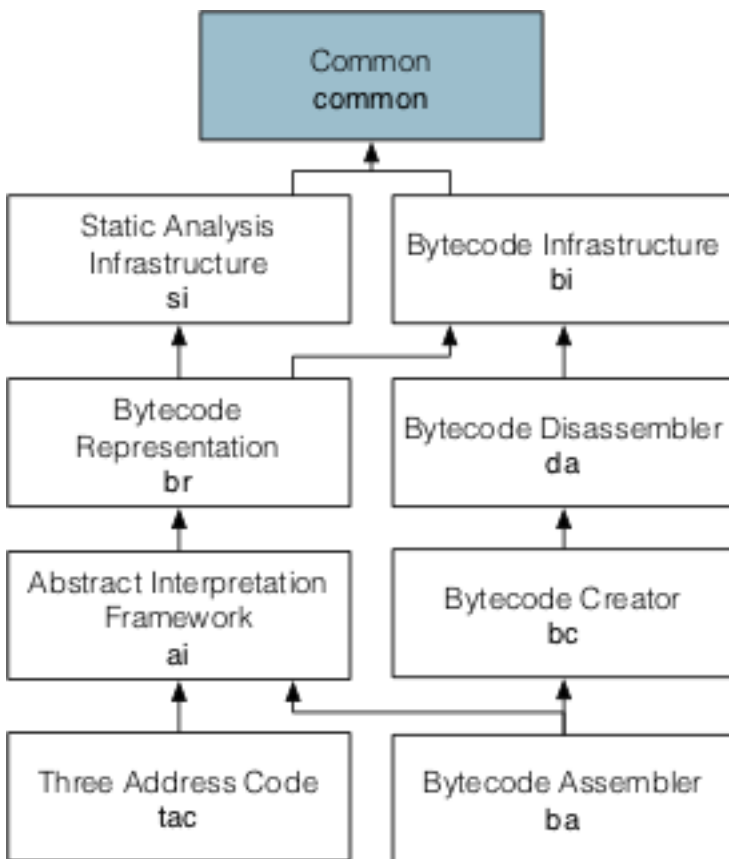 Common
common
Static Analysis
Infrastructure
si
Bytecode Infrastructure
bi
Bytecode
Representation
br
Bytecode Disassembler
da
Abstract Interpretation
Framework
ai
Bytecode Creator
bc
Three Address Code
tac
Bytecode Assembler
ba